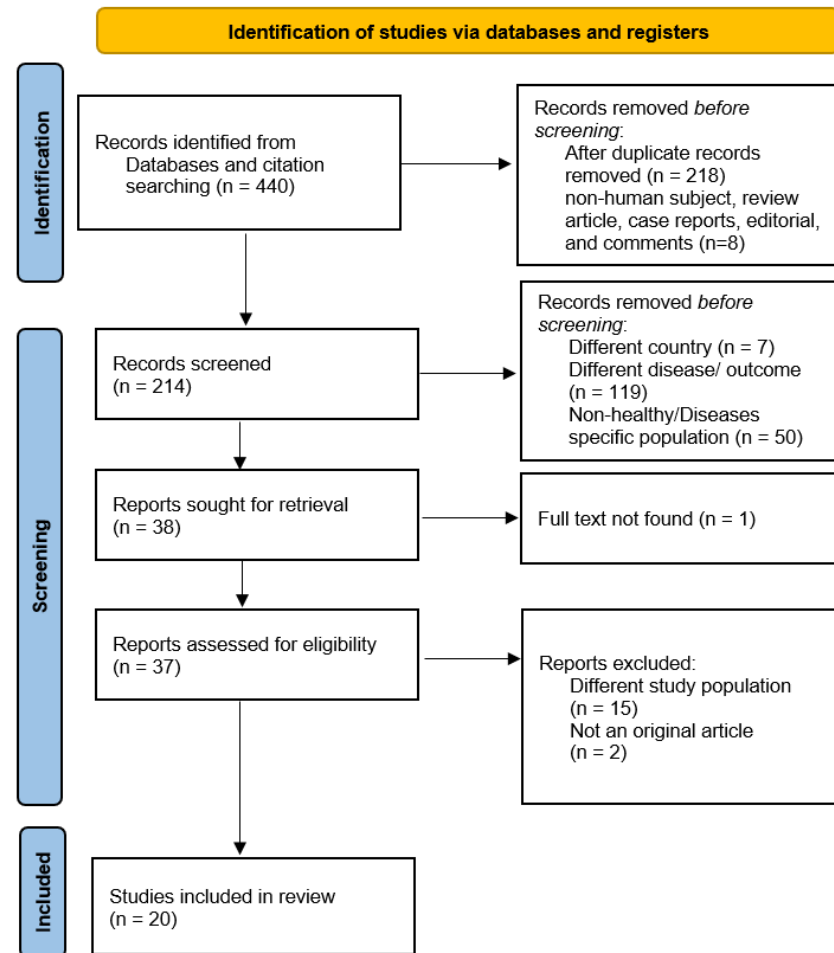 Identification of studies via databases and registers
Identification
Records identified from
Databases and citation
searching (n = 440)
Records removed before
screening:
After duplicate records
removed (n = 218)
non-human subject, review
article, case reports, editorial,
and comments (n=8)
Screening
Records screened
(n = 214)
Records removed before
screening:
Different country (n = 7)
Different disease/ outcome
(n = 119)
Non-healthy/Diseases
specific population (n = 50)
Reports sought for retrieval
(n = 38)
Full text not found (n = 1)
Reports assessed for eligibility
(n = 37)
Reports excluded:
Different study population
(n = 15)
Not an original article
(n = 2)
Included
Studies included in review
(n = 20)